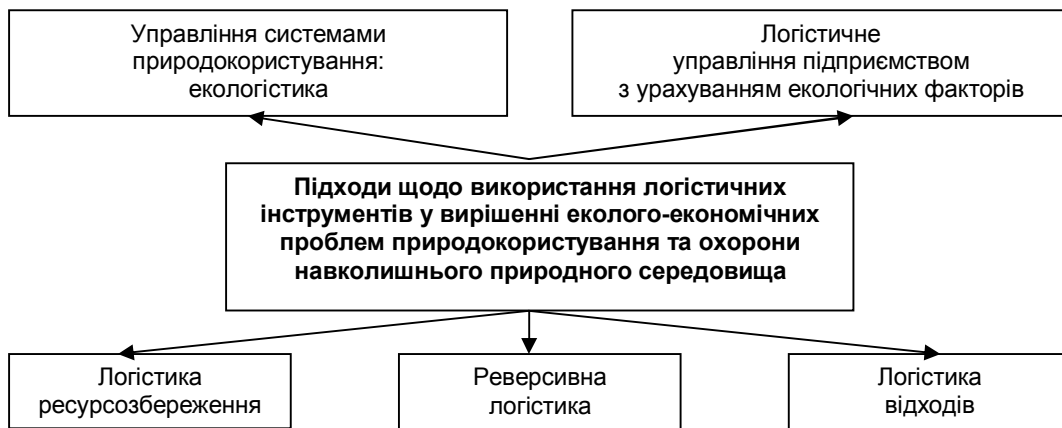 Управління системами
природокористування:
екологістика
Логістичне
управління підприємством
з урахуванням екологічних факторів
Підходи щодо використання логістичних
інструментів у вирішенні еколого-економічних
проблем природокористування та охорони
навколишнього природного середовища
Логістика
ресурсозбереження
Реверсивна
логістика
Логістика
відходів